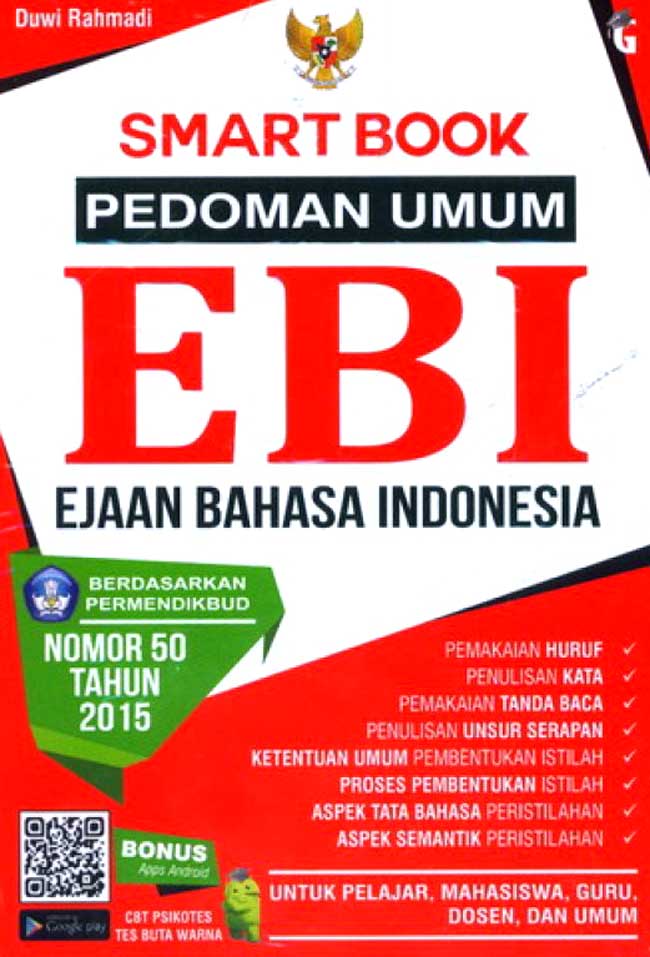 Duwi Rahmadi
G
SMART BOOK
PEDOMAN UMUM
EBI
EJAAN BAHASA INDONESIA
BERDASARKAN
PERMENDIKBUD
NOMOR 50
TAHUN
2015
PEMAKAIAN HURUF
PENULISAN KATA
PEMAKAIAN TANDA BACA
PENULISAN UNSUR SERAPAN
KETENTUAN UMUM PEMBENTUKAN ISTILAH
PROSES PEMBENTUKAN ISTILAH
ASPEK TATA BAHASA PERISTILAHAN
ASPEK SEMANTIK PERISTILAHAN
BONUS
Apps Android
Google play
CBT PSIKOTES
TES BUTA WARNA
UNTUK PELAJAR, MAHASISWA, GURU,
DOSEN, DAN UMUM